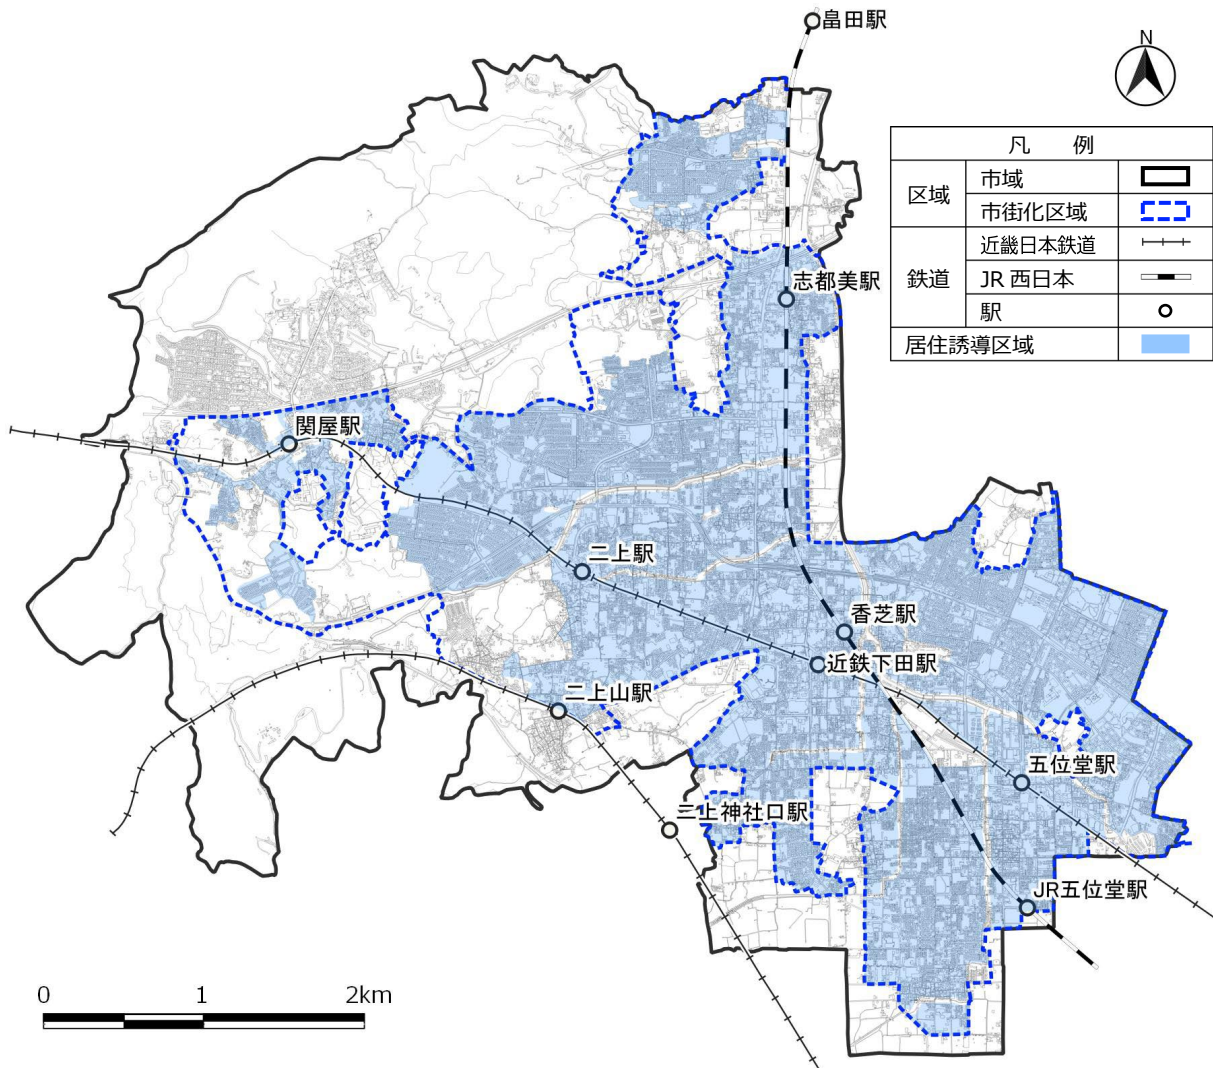 畠田駅
N
凡 例
区域
市域
市街化区域
鉄道
近畿日本鉄道
JR 西日本
駅
居住誘導区域
志都美駅
関屋駅
二上駅
香芝駅
近鉄下田駅
二上山駅
五位堂駅
二上神社口駅
JR五位堂駅
0 1 2km